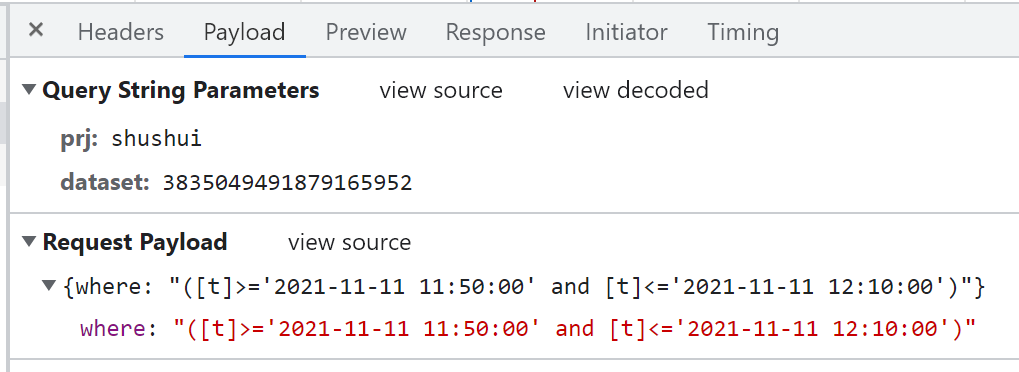 × Headers Payload Preview Response Initiator Timing
Query String Parameters view source view decoded
prj: shushui
dataset: 3835049491879165952
Request Payload view source
{where: "([t]>='2021-11-11 11:50:00' and [t]<='2021-11-11 12:10:00')"}
where: "([t]>='2021-11-11 11:50:00' and [t]<='2021-11-11 12:10:00')"